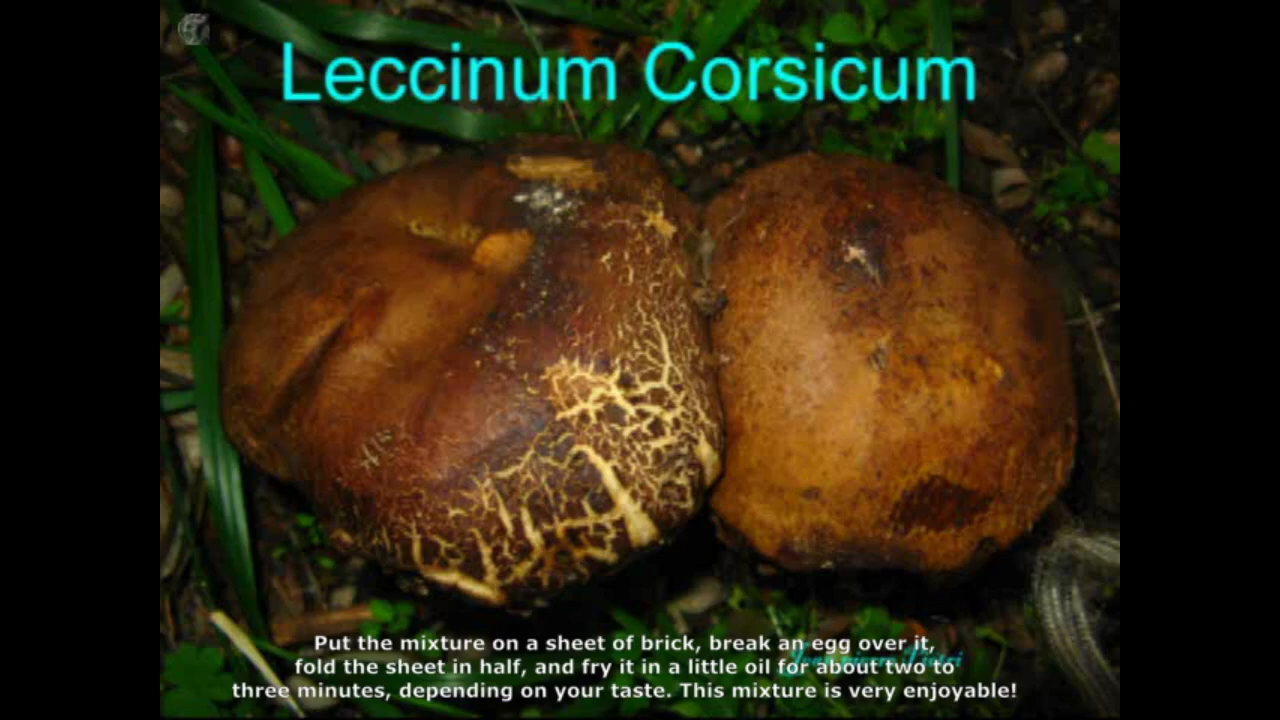 Leccinum Corsicum
Put the mixture on a sheet of brick, break an egg over it,
fold the sheet in half, and fry it in a little oil for about two to
three minutes, depending on your taste. This mixture is very enjoyable!